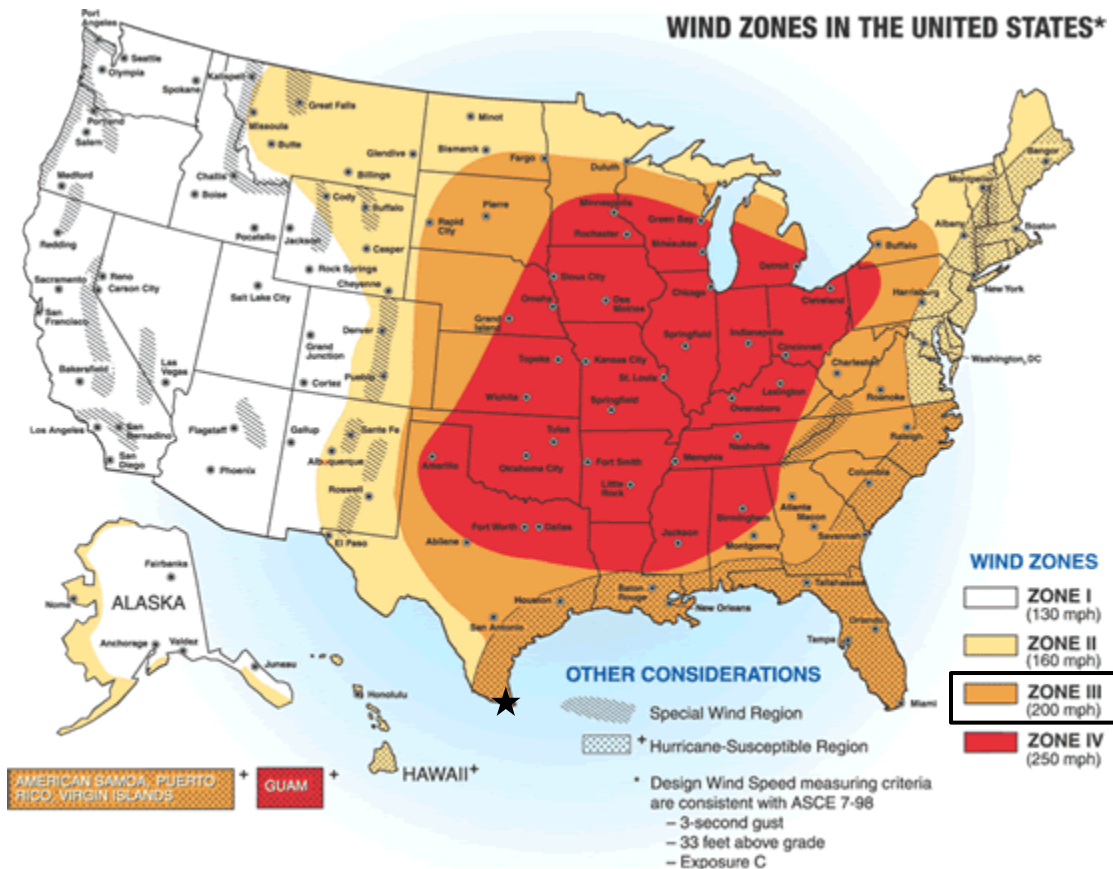 WIND ZONES IN THE UNITED STATES*
Port
Angeles
Seattle
Olympia
Spokane
Portland
Salem
Medford
Redding
Sacramento
San
Francisco
Bakersfield
Los Angeles
San
Bernadino
San
Diego
Reno
Carson City
Las
Vegas
Kalispell
Missoula
Butte
Great Falls
Glendive
Billings
Challis
Boise
Pocatello
Jackson
Cody
Buffalo
Casper
Rock Springs
Cheyenne
Salt Lake City
Grand
Junction
Cortez
Denver
Pueblo
Flagstaff
Phoenix
Gallup
Sante Fe
Albuquerque
Roswell
El Paso
Minot
Bismarck
Fargo
Pierre
Rapid
City
Grand
Island
Omaha
Sioux City
Des
Moines
Duluth
Minneapolis
Rochester
Green Bay
Milwaukee
Chicago
Detroit
Cleveland
Topeka
Wichita
Kansas City
Springfield
St. Louis
Springfield
Indianapolis
Cincinnati
Lexington
Owensboro
Nashville
Memphis
Tulsa
Oklahoma City
Amarillo
Fort Smith
Little
Rock
Fort Worth
Dallas
Abilene
San Antonio
Houston
Baton
Rouge
New Orleans
Jackson
Birmingham
Montgomery
Atlanta
Macon
Savannah
Columbia
Raleigh
Roanoke
Charleston
Tallahassee
Orlando
Tampa
Miami
Washington, DC
Harrisburg
New York
Buffalo
Albany
Boston
Montpelier
Bangor
ALASKA
Fairbanks
Nome
Anchorage
Valdez
Juneau
Honolulu
HAWAII+
AMERICAN SAMOA, PUERTO
RICO, VIRGIN ISLANDS
+
GUAM
+
OTHER CONSIDERATIONS
Special Wind Region
+ Hurricane-Susceptible Region
* Design Wind Speed measuring criteria
are consistent with ASCE 7-98
– 3-second gust
– 33 feet above grade
– Exposure C
WIND ZONES
ZONE I
(130 mph)
ZONE II
(160 mph)
ZONE III
(200 mph)
ZONE IV
(250 mph)